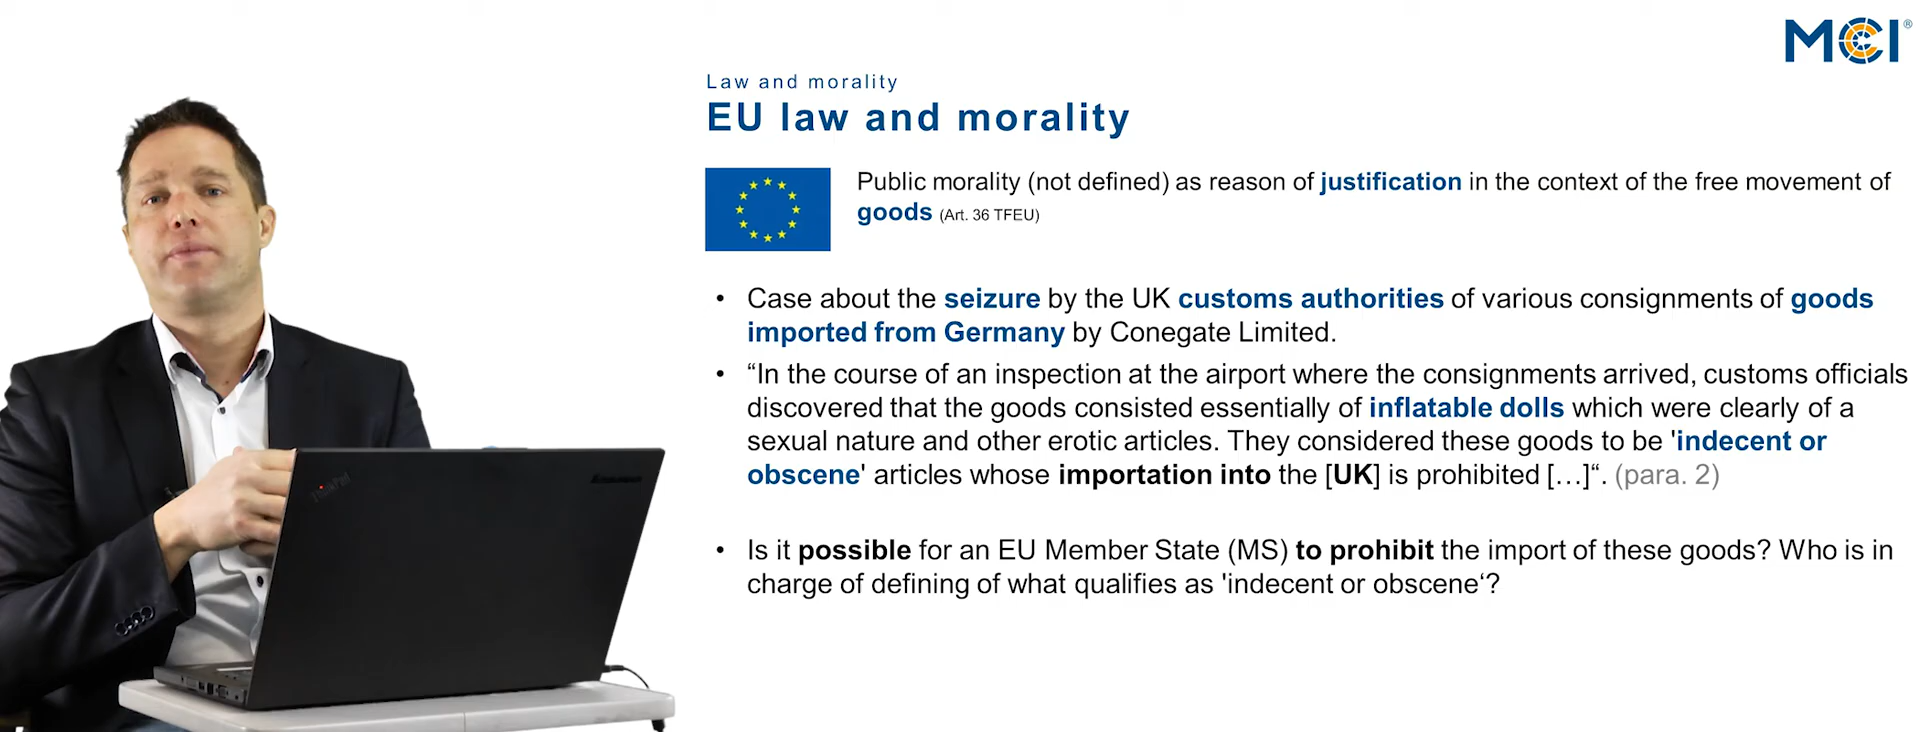 MCI®
Law and morality
EU law and morality
Public morality (not defined) as reason of justification in the context of the free movement of
goods (Art. 36 TFEU)
• Case about the seizure by the UK customs authorities of various consignments of goods
imported from Germany by Conegate Limited.
• “In the course of an inspection at the airport where the consignments arrived, customs officials
discovered that the goods consisted essentially of inflatable dolls which were clearly of a
sexual nature and other erotic articles. They considered these goods to be 'indecent or
obscene' articles whose importation into the [UK] is prohibited […]“. (para. 2)
• Is it possible for an EU Member State (MS) to prohibit the import of these goods? Who is in
charge of defining of what qualifies as 'indecent or obscene‘?
ThinkPad